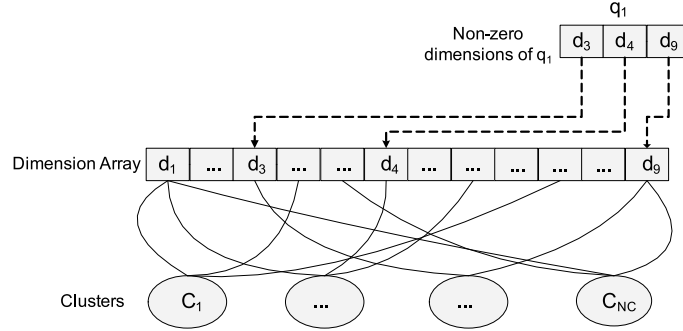 q1
Non-zero
dimensions of q1
d3 d4 d9
Dimension Array d1 ... d3 ... ... d4 ... ... ... ... ... d9
Clusters C1 ... ... CNC